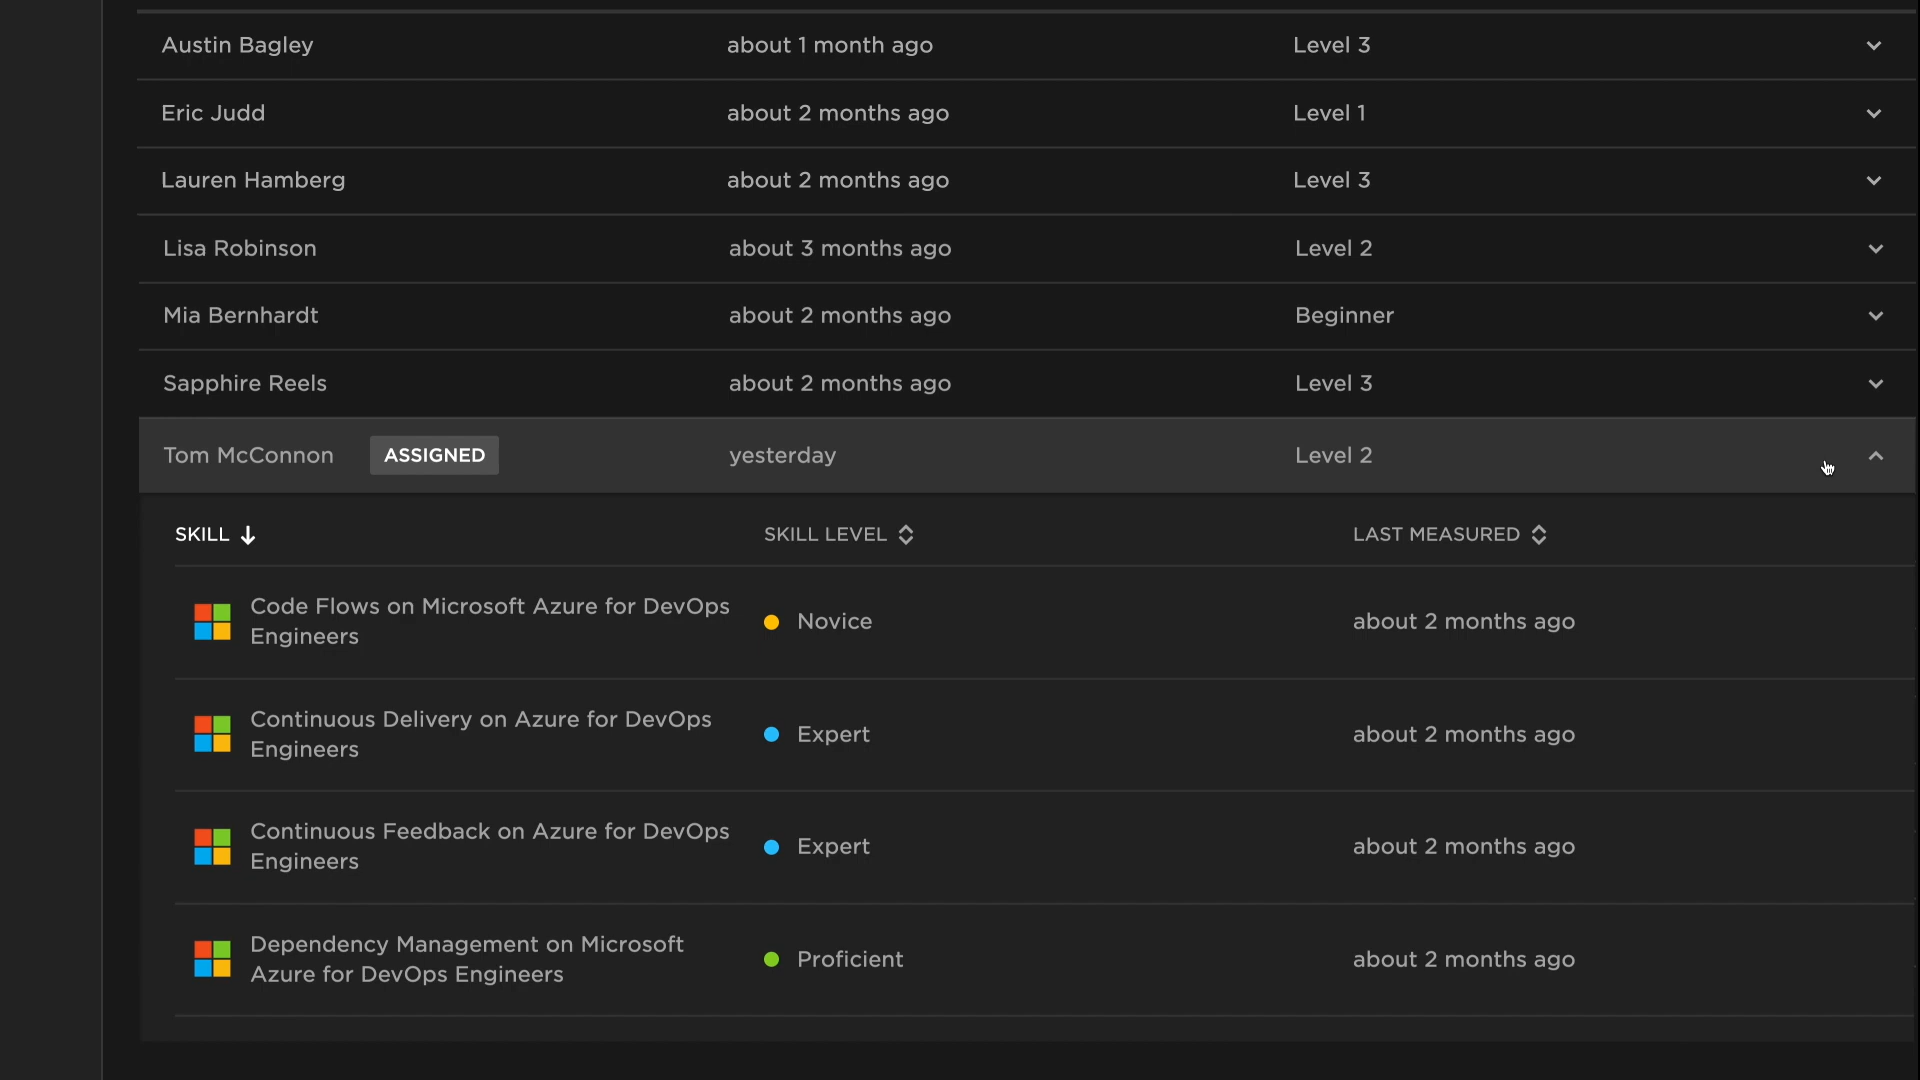 Austin Bagley about 1 month ago Level 3
Eric Judd about 2 months ago Level 1
Lauren Hamberg about 2 months ago Level 3
Lisa Robinson about 3 months ago Level 2
Mia Bernhardt about 2 months ago Beginner
Sapphire Reels about 2 months ago Level 3
Tom McConnon ASSIGNED yesterday Level 2
SKILL SKILL LEVEL LAST MEASURED
Code Flows on Microsoft Azure for DevOps
Engineers
Novice about 2 months ago
Continuous Delivery on Azure for DevOps
Engineers
Expert about 2 months ago
Continuous Feedback on Azure for DevOps
Engineers
Expert about 2 months ago
Dependency Management on Microsoft
Azure for DevOps Engineers
Proficient about 2 months ago